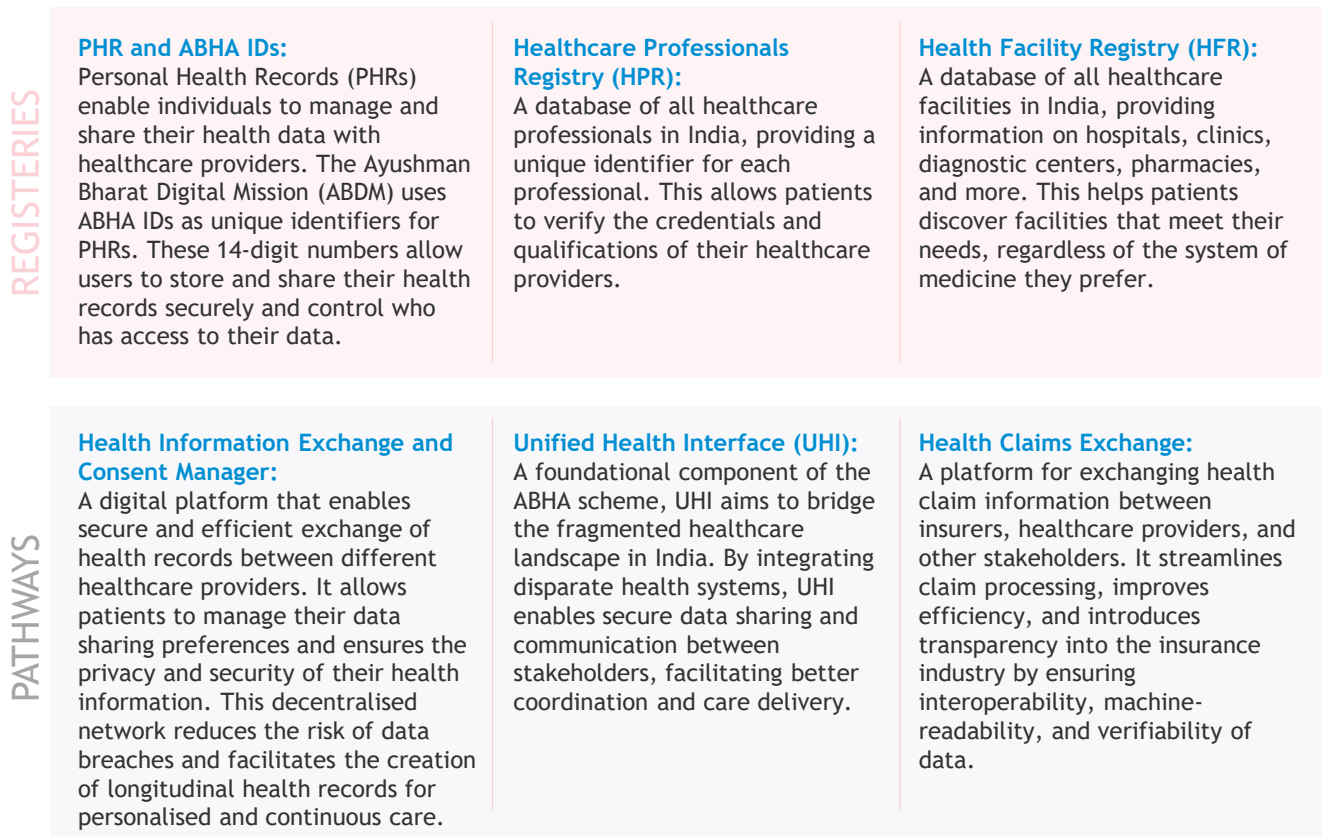 REGISTERIES
PHR and ABHA IDs:
Personal Health Records (PHRs)
enable individuals to manage and
share their health data with
healthcare providers. The Ayushman
Bharat Digital Mission (ABDM) uses
ABHA IDs as unique identifiers for
PHRs. These 14-digit numbers allow
users to store and share their health
records securely and control who
has access to their data.
Healthcare Professionals
Registry (HPR):
A database of all healthcare
professionals in India, providing a
unique identifier for each
professional. This allows patients
to verify the credentials and
qualifications of their healthcare
providers.
Health Facility Registry (HFR):
A database of all healthcare
facilities in India, providing
information on hospitals, clinics,
diagnostic centers, pharmacies,
and more. This helps patients
discover facilities that meet their
needs, regardless of the system of
medicine they prefer.
PATHWAYS
Health Information Exchange and
Consent Manager:
A digital platform that enables
secure and efficient exchange of
health records between different
healthcare providers. It allows
patients to manage their data
sharing preferences and ensures the
privacy and security of their health
information. This decentralised
network reduces the risk of data
breaches and facilitates the creation
of longitudinal health records for
personalised and continuous care.
Unified Health Interface (UHI):
A foundational component of the
ABHA scheme, UHI aims to bridge
the fragmented healthcare
landscape in India. By integrating
disparate health systems, UHI
enables secure data sharing and
communication between
stakeholders, facilitating better
coordination and care delivery.
Health Claims Exchange:
A platform for exchanging health
claim information between
insurers, healthcare providers, and
other stakeholders. It streamlines
claim processing, improves
efficiency, and introduces
transparency into the insurance
industry by ensuring
interoperability, machine-
readability, and verifiability of
data.